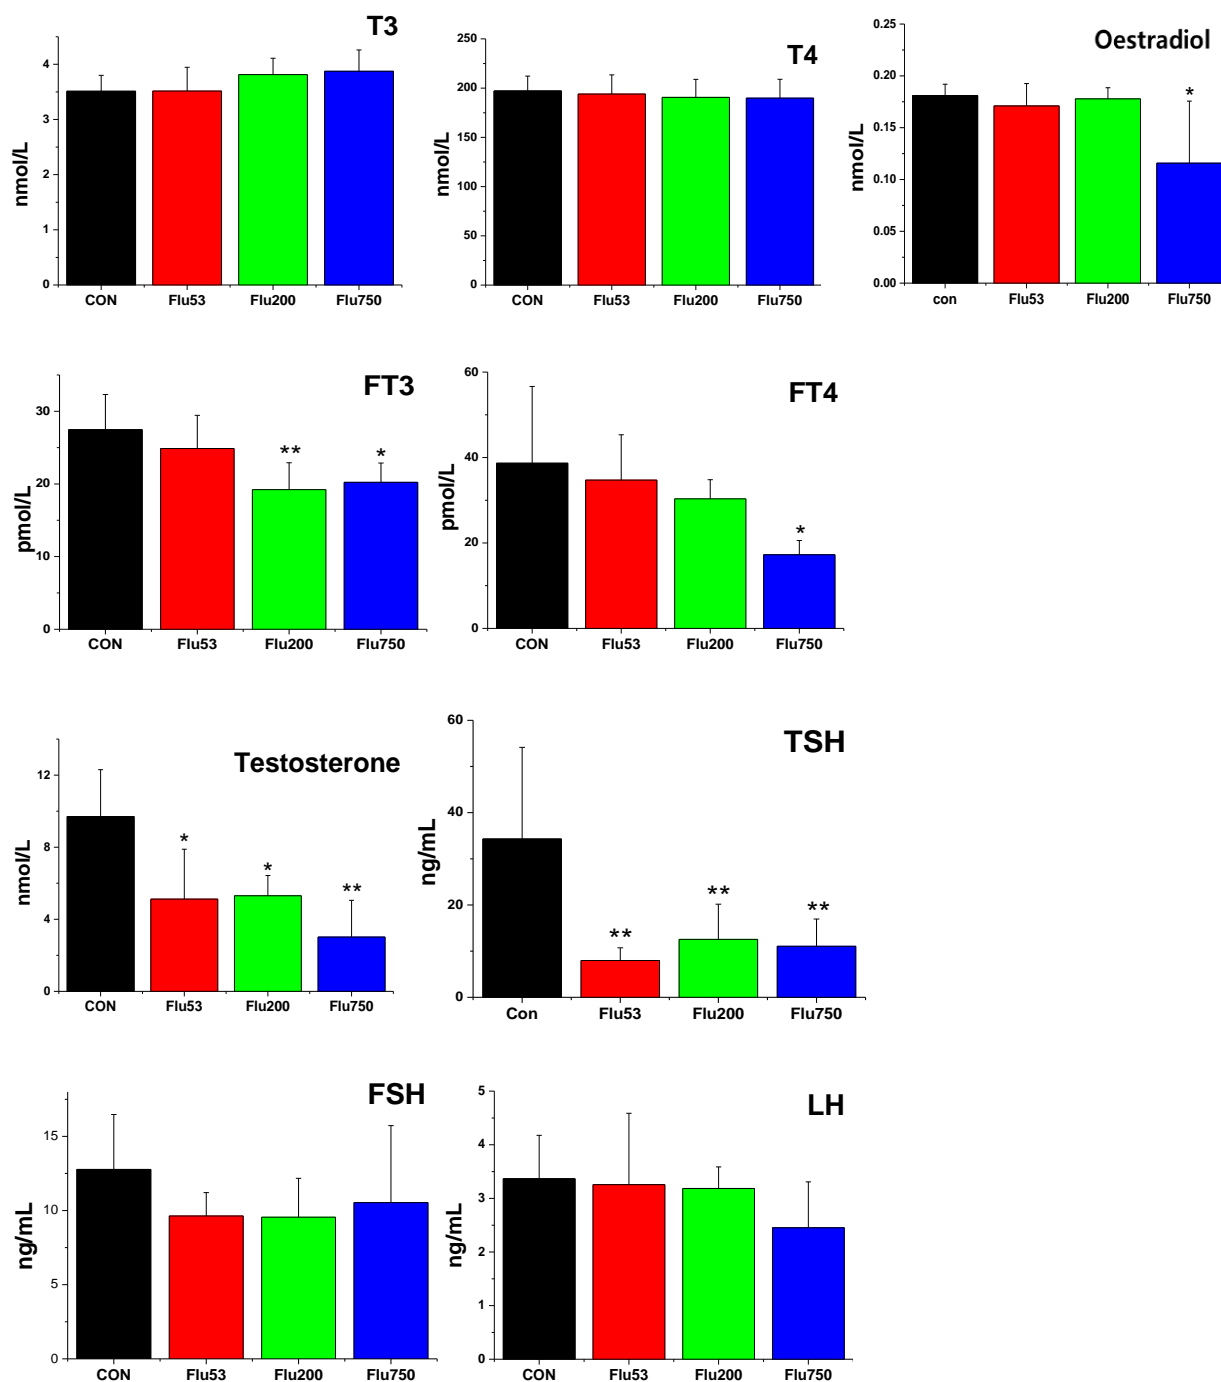 T3
nmol/L
4
3
2
1
0
CON Flu53 Flu200 Flu750
T4
nmol/L
250
200
150
100
50
0
CON Flu53 Flu200 Flu750
Oestradiol
nmol/L
0.25
0.20
0.15
0.10
0.05
0.00
*
con Flu53 Flu200 Flu750
FT3
pmol/L
30
20
10
0
** *
CON Flu53 Flu200 Flu750
FT4
pmol/L
60
40
20
0
*
CON Flu53 Flu200 Flu750
Testosterone
nmol/L
12
8
4
0
* * **
CON Flu53 Flu200 Flu750
TSH
ng/mL
60
40
20
0
** ** **
Con Flu53 Flu200 Flu750
FSH
ng/mL
15
10
5
0
CON Flu53 Flu200 Flu750
LH
ng/mL
5
4
3
2
1
0
CON Flu53 Flu200 Flu750